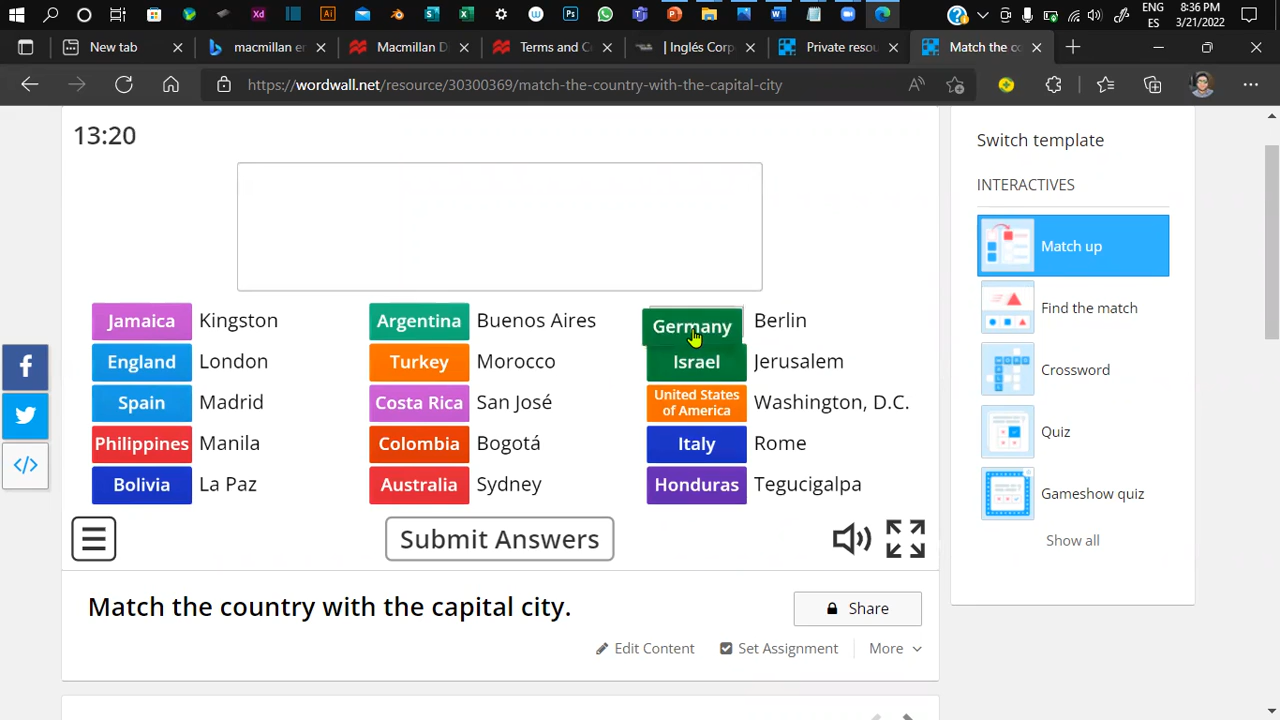 ENG 8:36 PM
ES 3/21/2022
New tab
macmillan e
Macmillan D
Terms and C
| Inglés Corp
Private resou
Match the co
https://wordwall.net/resource/30300369/match-the-country-with-the-capital-city
13:20
Jamaica Kingston Argentina Buenos Aires Germany Berlin
England London Turkey Morocco Israel Jerusalem
Spain Madrid Costa Rica San José United States of America Washington, D.C.
Philippines Manila Colombia Bogotá Italy Rome
Bolivia La Paz Australia Sydney Honduras Tegucigalpa
Submit Answers
Match the country with the capital city.
Share
Edit Content Set Assignment More
Switch template
INTERACTIVES
Match up
Find the match
Crossword
Quiz
Gameshow quiz
Show all